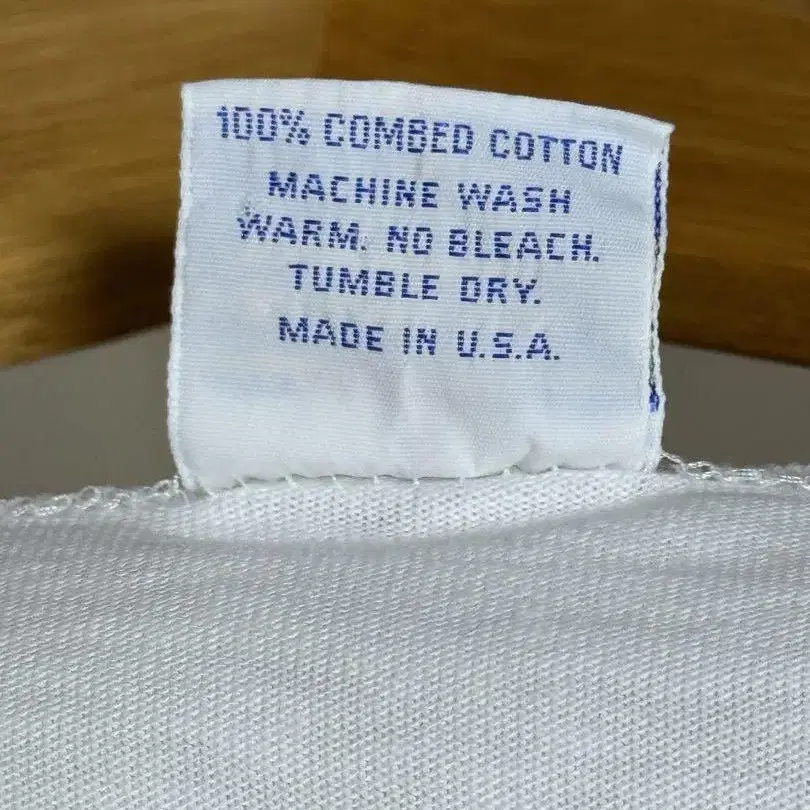 100% COMBED COTTON
MACHINE WASH
WARM. NO BLEACH.
TUMBLE DRY.
MADE IN U.S.A.